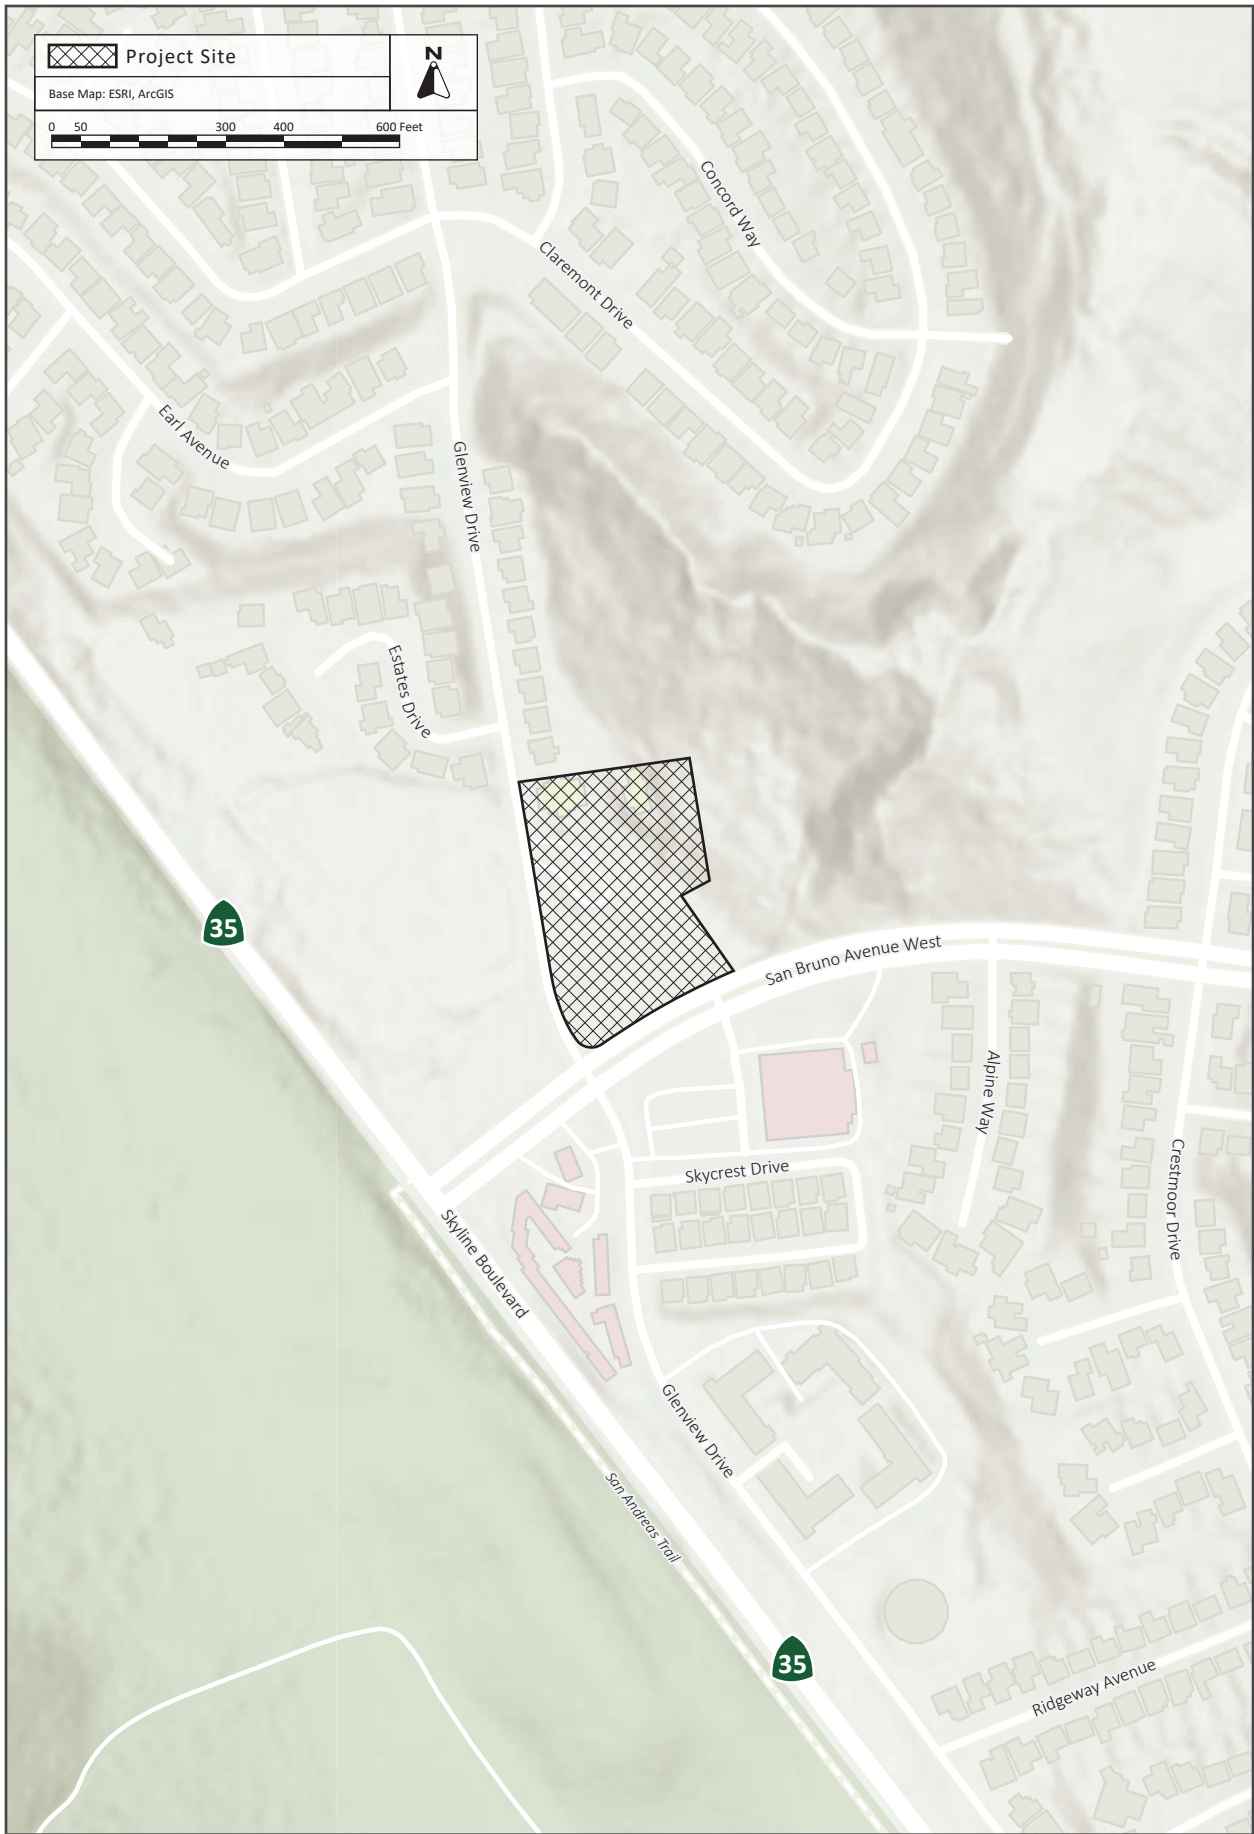 Project Site
N
Base Map: ESRI, ArcGIS
0 50 300 400 600 Feet
Concord Way
Claremont Drive
Earl Avenue
Glenview Drive
Estates Drive
35
San Bruno Avenue West
Alpine Way
Skycrest Drive
Crestmoor Drive
Skyline Boulevard
Glenview Drive
San Andreas Trail
35
Ridgeway Avenue